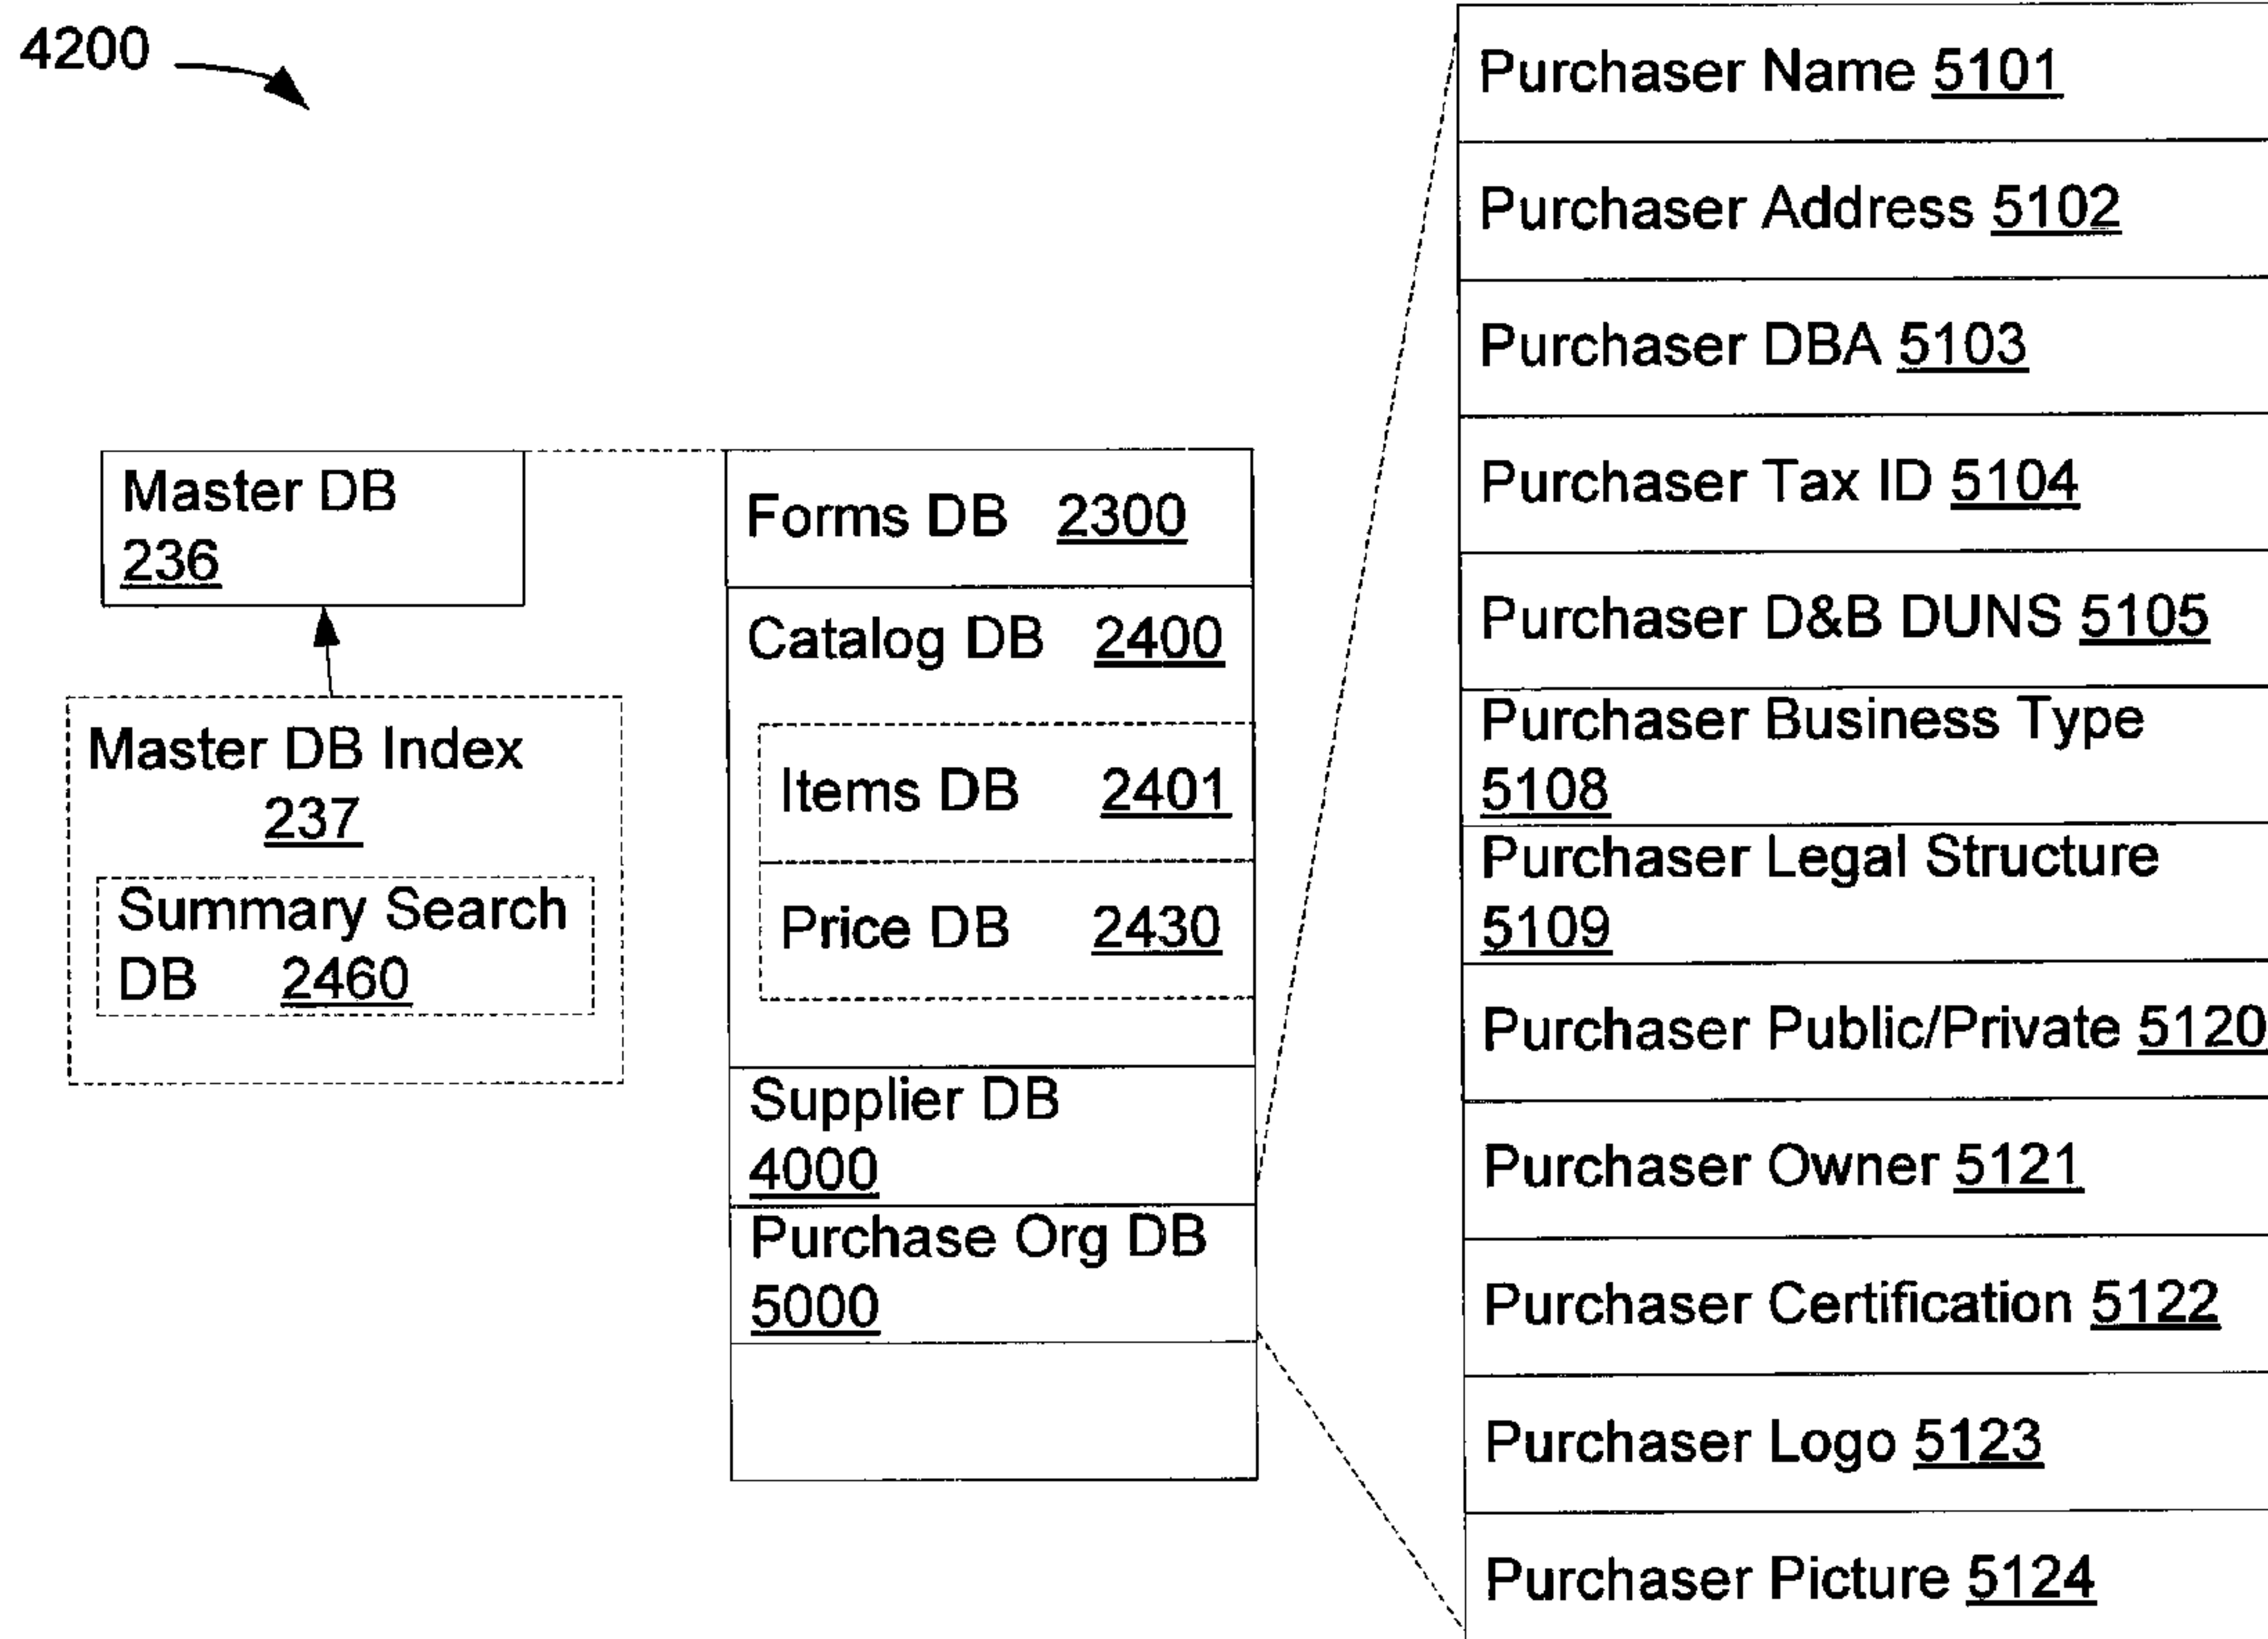 4200
Master DB
236
Master DB Index
237
Summary Search
DB 2460
Forms DB 2300
Catalog DB 2400
Items DB 2401
Price DB 2430
Supplier DB
4000
Purchase Org DB
5000
Purchaser Name 5101
Purchaser Address 5102
Purchaser DBA 5103
Purchaser Tax ID 5104
Purchaser D&B DUNS 5105
Purchaser Business Type
5108
Purchaser Legal Structure
5109
Purchaser Public/Private 5120
Purchaser Owner 5121
Purchaser Certification 5122
Purchaser Logo 5123
Purchaser Picture 5124